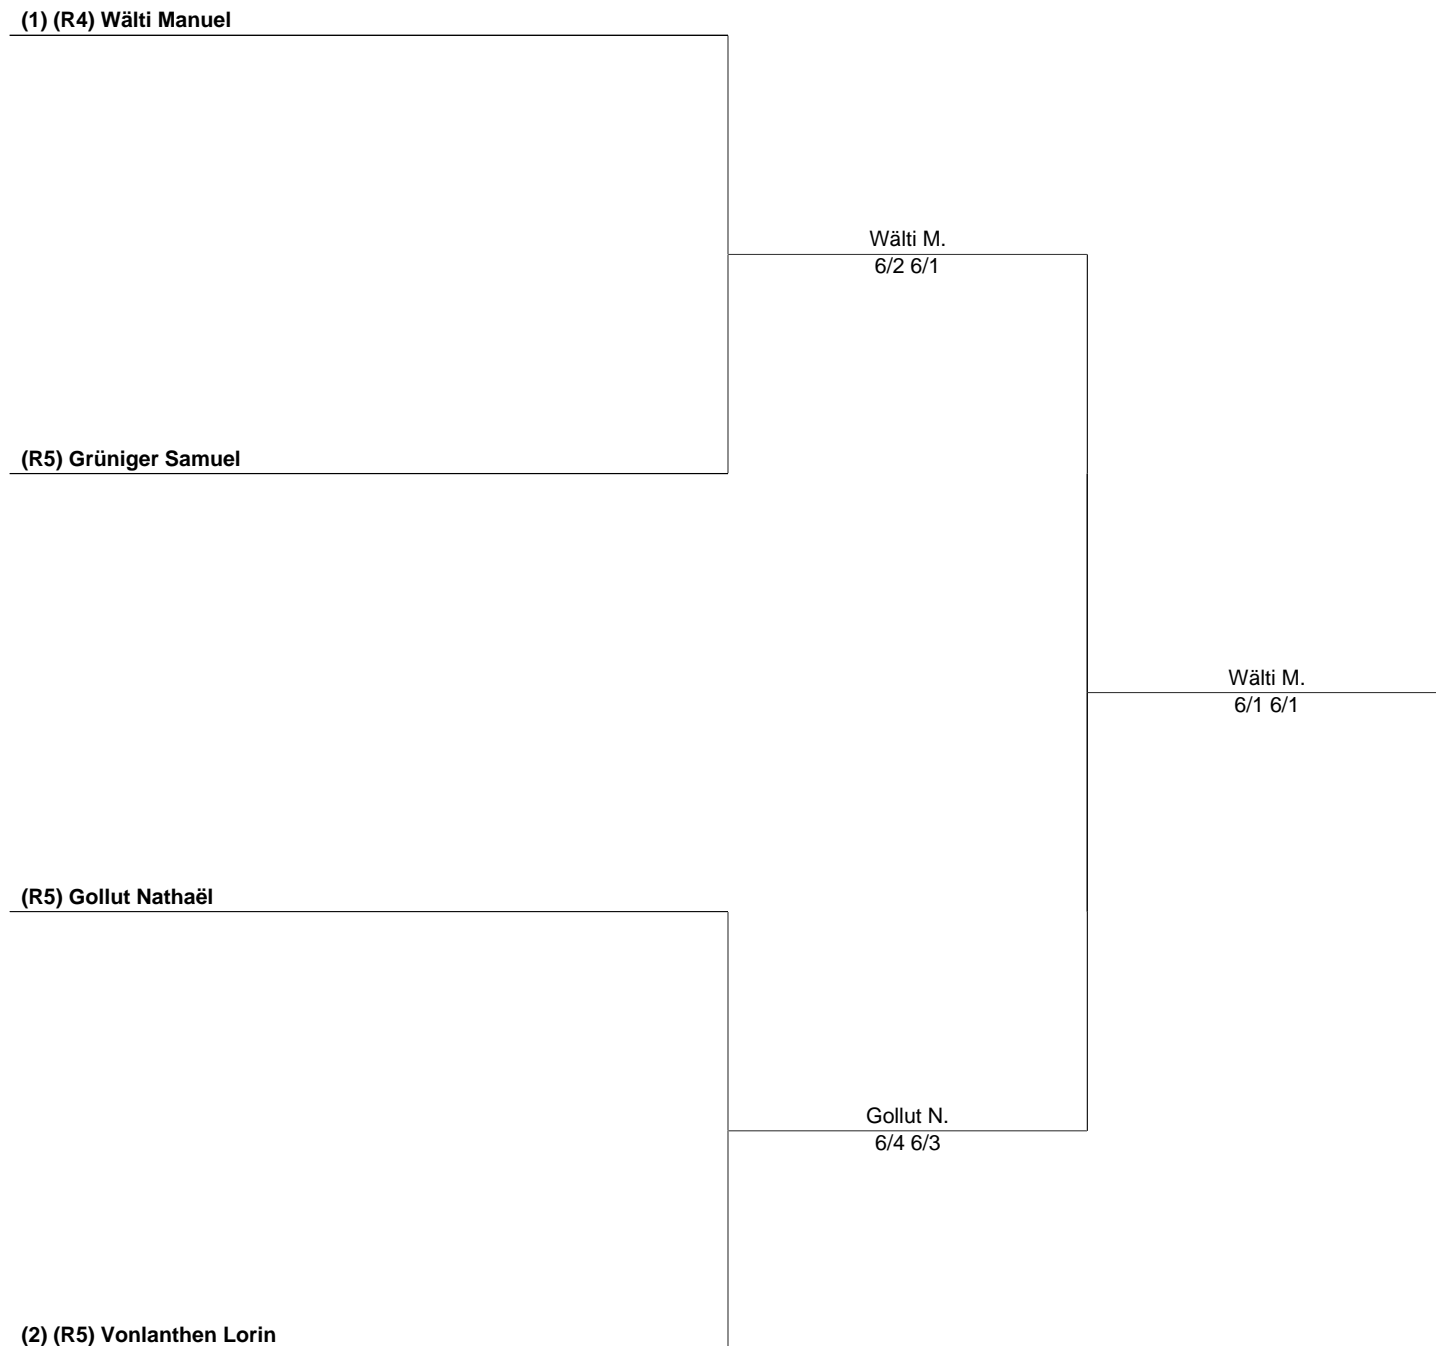 (1) (R4) Wälti Manuel
Wälti M.
6/2 6/1
(R5) Grüniger Samuel
Wälti M.
6/1 6/1
(R5) Gollut Nathaël
Gollut N.
6/4 6/3
(2) (R5) Vonlanthen Lorin